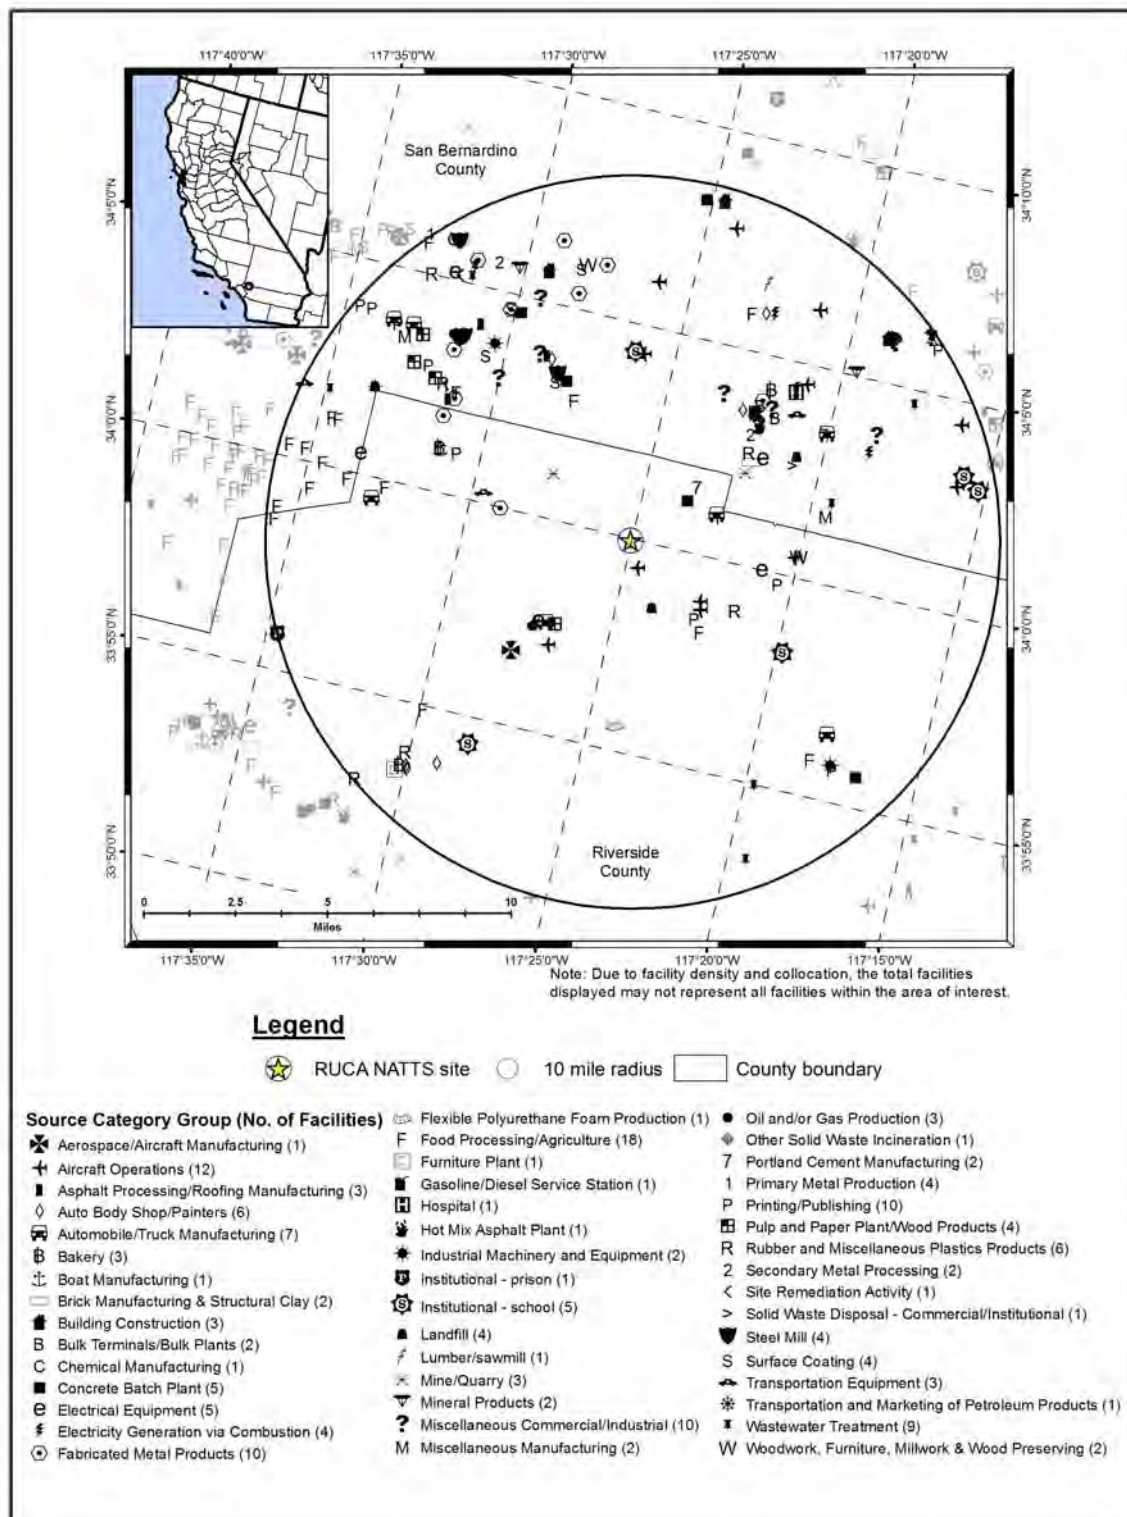 117°40'0"W 117°35'0"W 117°30'0"W 117°25'0"W 117°20'0"W
San Bernardino
County
34°5'0"N
34°10'0"N
34°0'0"N
34°5'0"N
33°55'0"N
34°0'0"N
33°50'0"N
33°55'0"N
Riverside
County
0 2.5 5 10
Miles
117°35'0"W 117°30'0"W 117°25'0"W 117°20'0"W 117°15'0"W
Note: Due to facility density and collocation, the total facilities
displayed may not represent all facilities within the area of interest.
Legend
RUCA NATTS site 10 mile radius County boundary
Source Category Group (No. of Facilities)
Aerospace/Aircraft Manufacturing (1)
Aircraft Operations (12)
Asphalt Processing/Roofing Manufacturing (3)
Auto Body Shop/Painters (6)
Automobile/Truck Manufacturing (7)
Bakery (3)
Boat Manufacturing (1)
Brick Manufacturing & Structural Clay (2)
Building Construction (3)
B Bulk Terminals/Bulk Plants (2)
C Chemical Manufacturing (1)
Concrete Batch Plant (5)
e Electrical Equipment (5)
Electricity Generation via Combustion (4)
Fabricated Metal Products (10)
Flexible Polyurethane Foam Production (1)
F Food Processing/Agriculture (18)
Furniture Plant (1)
Gasoline/Diesel Service Station (1)
H Hospital (1)
Hot Mix Asphalt Plant (1)
Industrial Machinery and Equipment (2)
P Institutional - prison (1)
S Institutional - school (5)
Landfill (4)
Lumber/sawmill (1)
Mine/Quarry (3)
Mineral Products (2)
? Miscellaneous Commercial/Industrial (10)
M Miscellaneous Manufacturing (2)
Oil and/or Gas Production (3)
Other Solid Waste Incineration (1)
7 Portland Cement Manufacturing (2)
1 Primary Metal Production (4)
P Printing/Publishing (10)
Pulp and Paper Plant/Wood Products (4)
R Rubber and Miscellaneous Plastics Products (6)
2 Secondary Metal Processing (2)
< Site Remediation Activity (1)
> Solid Waste Disposal - Commercial/Institutional (1)
Steel Mill (4)
S Surface Coating (4)
Transportation Equipment (3)
Transportation and Marketing of Petroleum Products (1)
Wastewater Treatment (9)
W Woodwork, Furniture, Millwork & Wood Preserving (2)